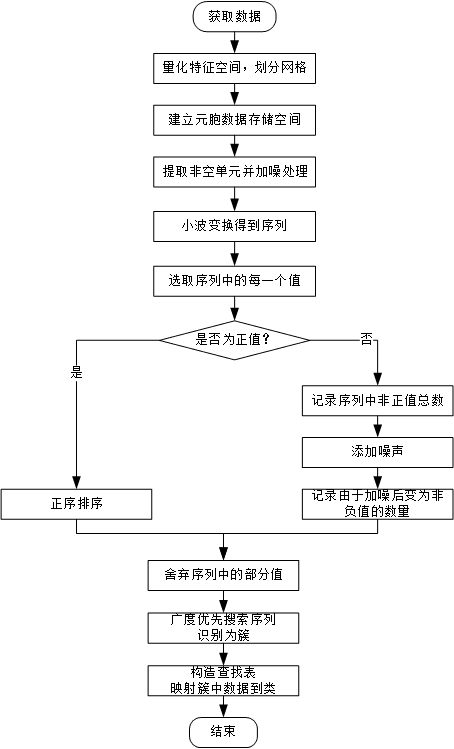 获取数据
量化特征空间，划分网格
建立元胞数据存储空间
提取非空单元并加噪处理
小波变换得到序列
选取序列中的每一个值
是否为正值？
是
否
记录序列中非正值总数
添加噪声
正序排序
记录由于加噪后变为非
负值的数量
舍弃序列中的部分值
广度优先搜索序列
识别为簇
构造查找表
映射簇中数据到类
结束